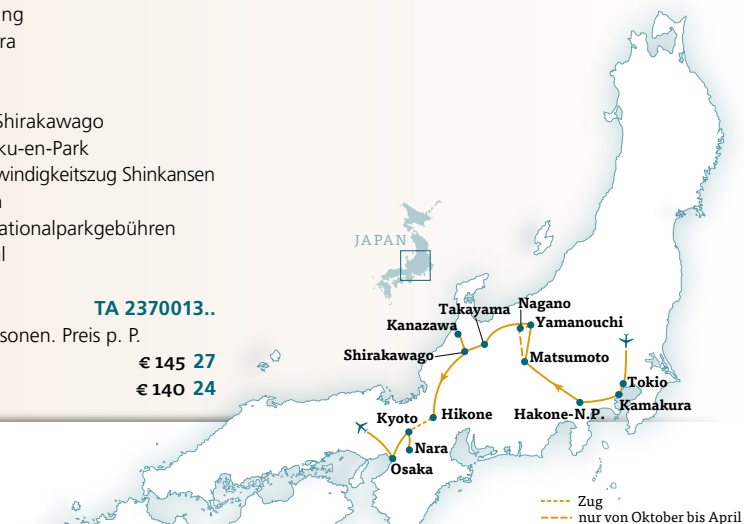 ng
ra
Shirakawago
ku-en-Park
windigkeitszug Shinkansen
n
ationalparkgebühren
l
TA 2370013..
rsonen. Preis p. P.
€ 145 27
€ 140 24
JAPAN
Takayama
Nagano
Kanazawa
Yamanouchi
Shirakawago
Matsumoto
Tokio
Kamakura
Hakone-N.P.
Kyoto
Hikone
Nara
Osaka
Zug
nur von Oktober bis April